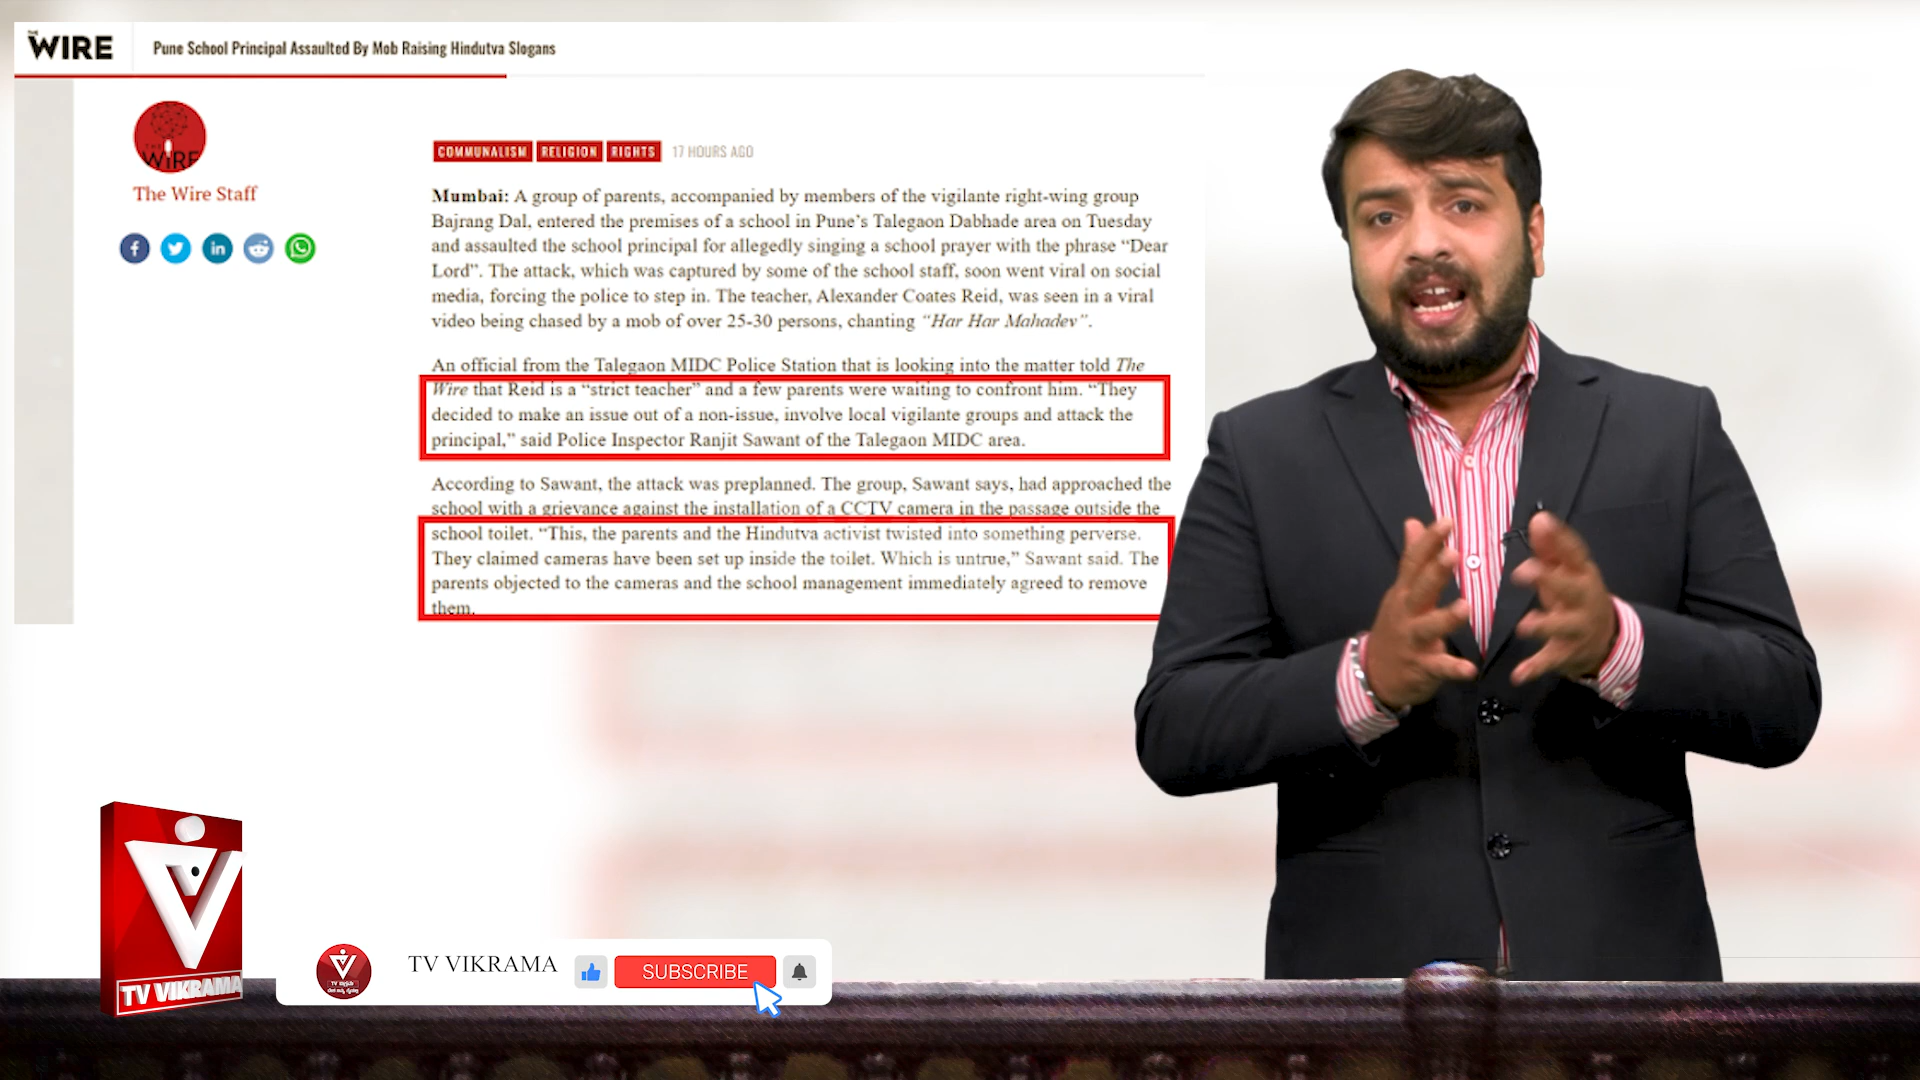 THE WIRE
Pune School Principal Assaulted By Mob Raising Hindutva Slogans
THE
WIRE
The Wire Staff
COMMUNALISM RELIGION RIGHTS 17 HOURS AGO
Mumbai: A group of parents, accompanied by members of the vigilante right-wing group
Bajrang Dal, entered the premises of a school in Pune's Talegaon Dabhade area on Tuesday
and assaulted the school principal for allegedly singing a school prayer with the phrase “Dear
Lord”. The attack, which was captured by some of the school staff, soon went viral on social
media, forcing the police to step in. The teacher, Alexander Coates Reid, was seen in a viral
video being chased by a mob of over 25-30 persons, chanting “Har Har Mahadev”.
An official from the Talegaon MIDC Police Station that is looking into the matter told The
Wire that Reid is a “strict teacher” and a few parents were waiting to confront him. “They
decided to make an issue out of a non-issue, involve local vigilante groups and attack the
principal,” said Police Inspector Ranjit Sawant of the Talegaon MIDC area.
According to Sawant, the attack was preplanned. The group, Sawant says, had approached the
school with a grievance against the installation of a CCTV camera in the passage outside the
school toilet. “This, the parents and the Hindutva activist twisted into something perverse.
They claimed cameras have been set up inside the toilet. Which is untrue,” Sawant said. The
parents objected to the cameras and the school management immediately agreed to remove
them.
TV VIKRAMA
TV VIKRAMA
SUBSCRIBE